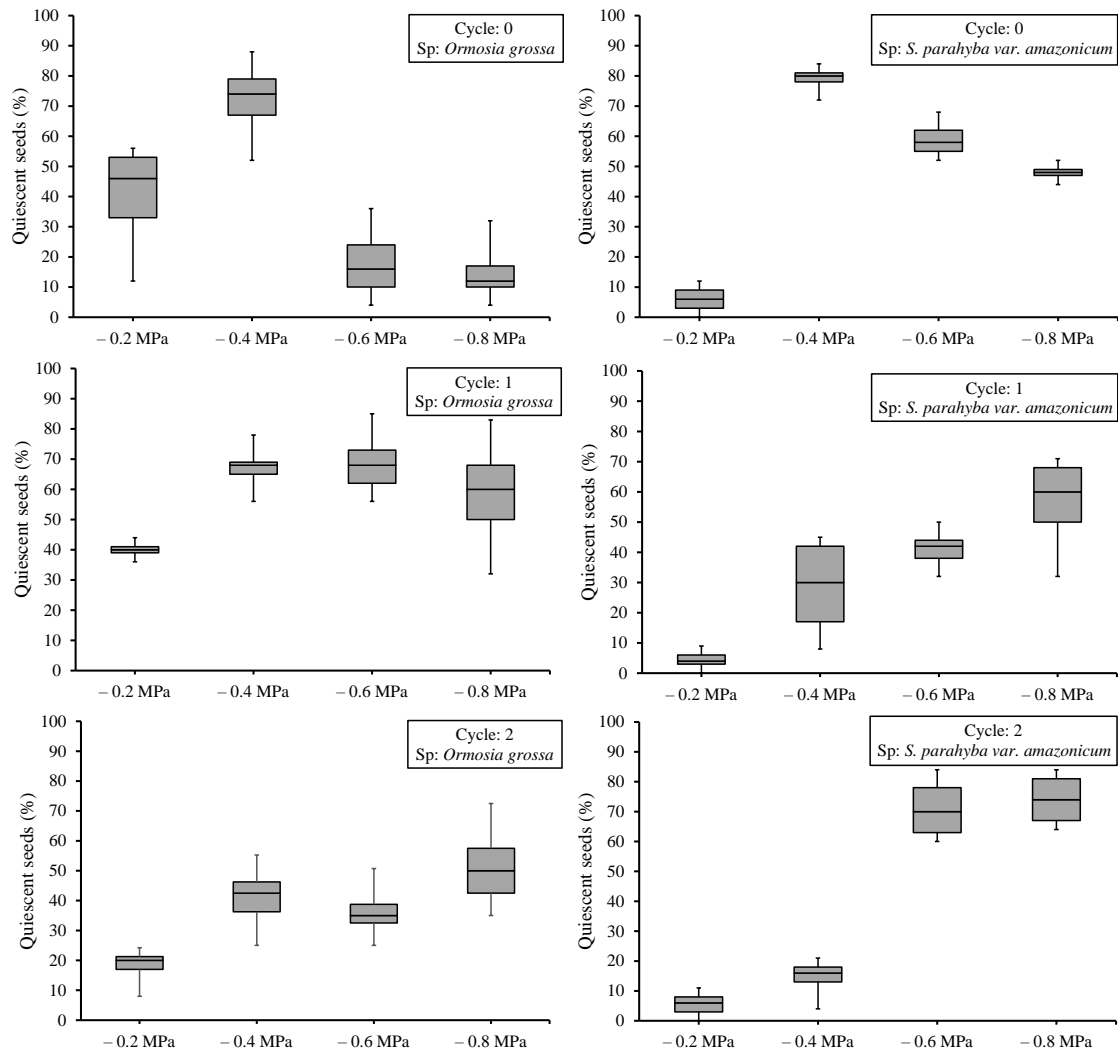 Cycle: 0
Sp: Ormosia grossa
Quiescent seeds (%)
100
90
80
70
60
50
40
30
20
10
0
– 0.2 MPa – 0.4 MPa – 0.6 MPa – 0.8 MPa
Cycle: 0
Sp: S. parahyba var. amazonicum
Quiescent seeds (%)
100
90
80
70
60
50
40
30
20
10
0
– 0.2 MPa – 0.4 MPa – 0.6 MPa – 0.8 MPa
Cycle: 1
Sp: Ormosia grossa
Quiescent seeds (%)
100
90
80
70
60
50
40
30
20
10
0
– 0.2 MPa – 0.4 MPa – 0.6 MPa – 0.8 MPa
Cycle: 1
Sp: S. parahyba var. amazonicum
Quiescent seeds (%)
100
90
80
70
60
50
40
30
20
10
0
– 0.2 MPa – 0.4 MPa – 0.6 MPa – 0.8 MPa
Cycle: 2
Sp: Ormosia grossa
Quiescent seeds (%)
100
90
80
70
60
50
40
30
20
10
0
– 0.2 MPa – 0.4 MPa – 0.6 MPa – 0.8 MPa
Cycle: 2
Sp: S. parahyba var. amazonicum
Quiescent seeds (%)
100
90
80
70
60
50
40
30
20
10
0
– 0.2 MPa – 0.4 MPa – 0.6 MPa – 0.8 MPa